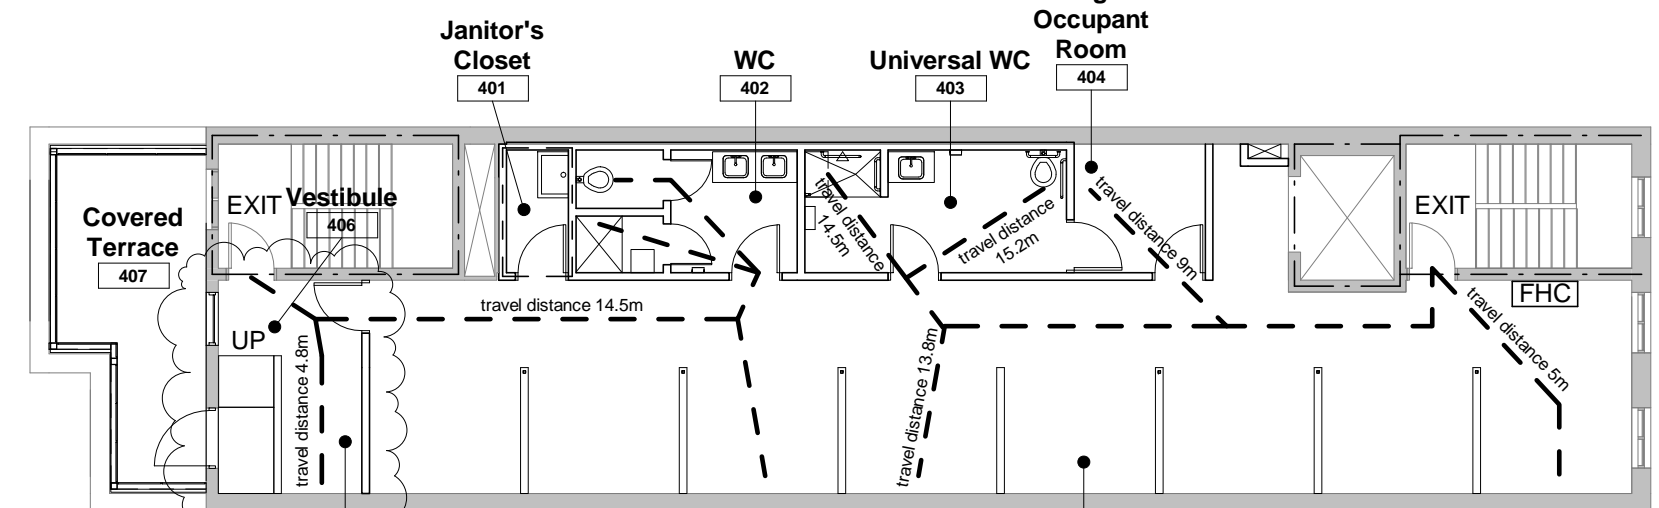 Janitor's
Closet
401
WC
402
Universal WC
403
Occupant
Room
404
EXIT
Vestibule
406
Covered
Terrace
407
UP
travel distance 4.8m
travel distance 14.5m
travel distance
14.5m
travel distance
15.2m
travel distance 9m
travel distance 13.8m
EXIT
FHC
travel distance 5m